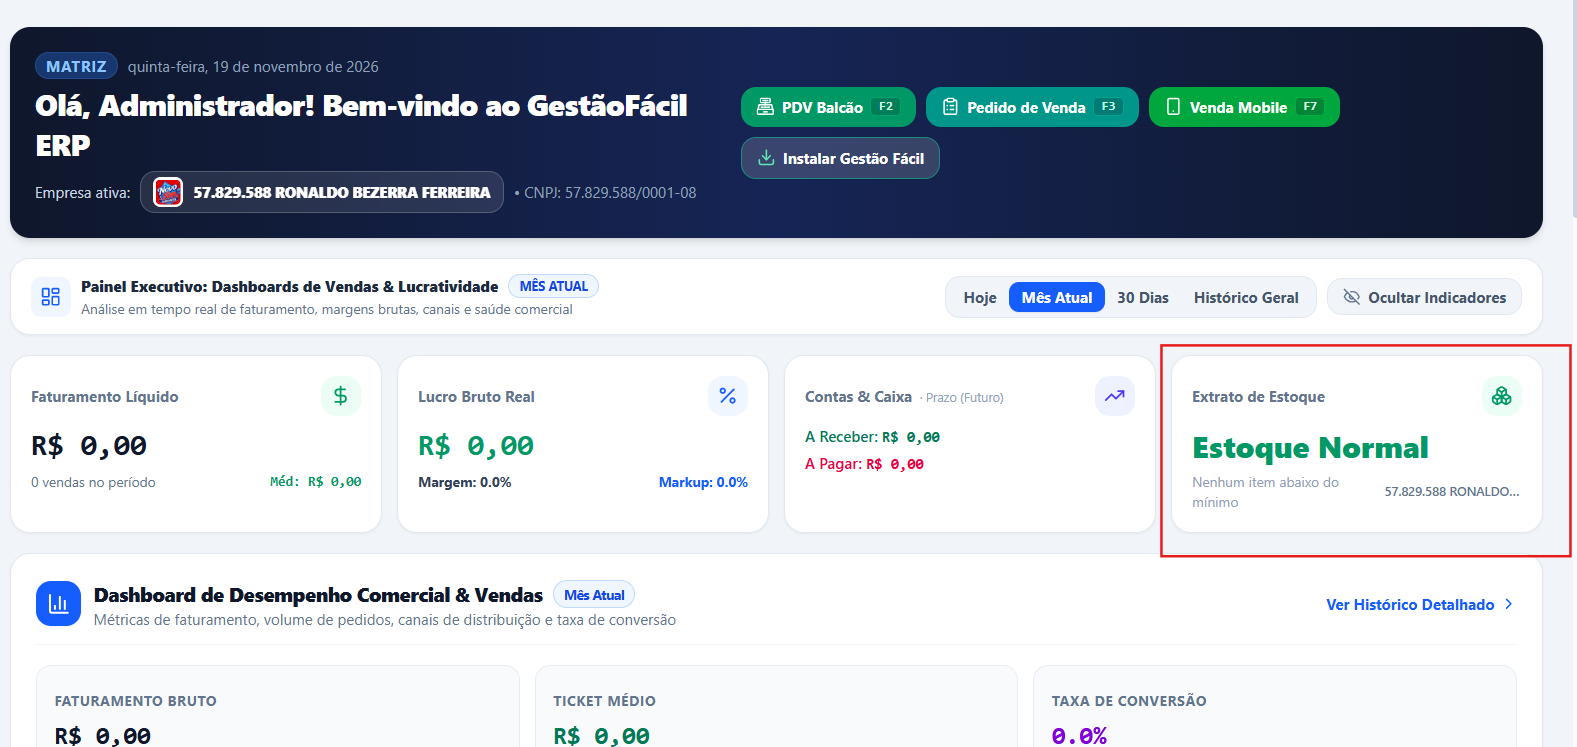 MATRIZ quinta-feira, 19 de novembro de 2026
Olá, Administrador! Bem-vindo ao GestãoFácil
ERP
Empresa ativa: 57.829.588 RONALDO BEZERRA FERREIRA • CNPJ: 57.829.588/0001-08
PDV Balcão F2 Pedido de Venda F3 Venda Mobile F7
Instalar Gestão Fácil
Painel Executivo: Dashboards de Vendas & Lucratividade MÊS ATUAL
Análise em tempo real de faturamento, margens brutas, canais e saúde comercial
Hoje Mês Atual 30 Dias Histórico Geral Ocultar Indicadores
Faturamento Líquido
R$ 0,00
0 vendas no período Méd: R$ 0,00
Lucro Bruto Real
R$ 0,00
Margem: 0.0% Markup: 0.0%
Contas & Caixa · Prazo (Futuro)
A Receber: R$ 0,00
A Pagar: R$ 0,00
Extrato de Estoque
Estoque Normal
Nenhum item abaixo do
mínimo
57.829.588 RONALDO...
Dashboard de Desempenho Comercial & Vendas Mês Atual
Métricas de faturamento, volume de pedidos, canais de distribuição e taxa de conversão
Ver Histórico Detalhado
FATURAMENTO BRUTO
R$ 0,00
TICKET MÉDIO
R$ 0,00
TAXA DE CONVERSÃO
0.0%